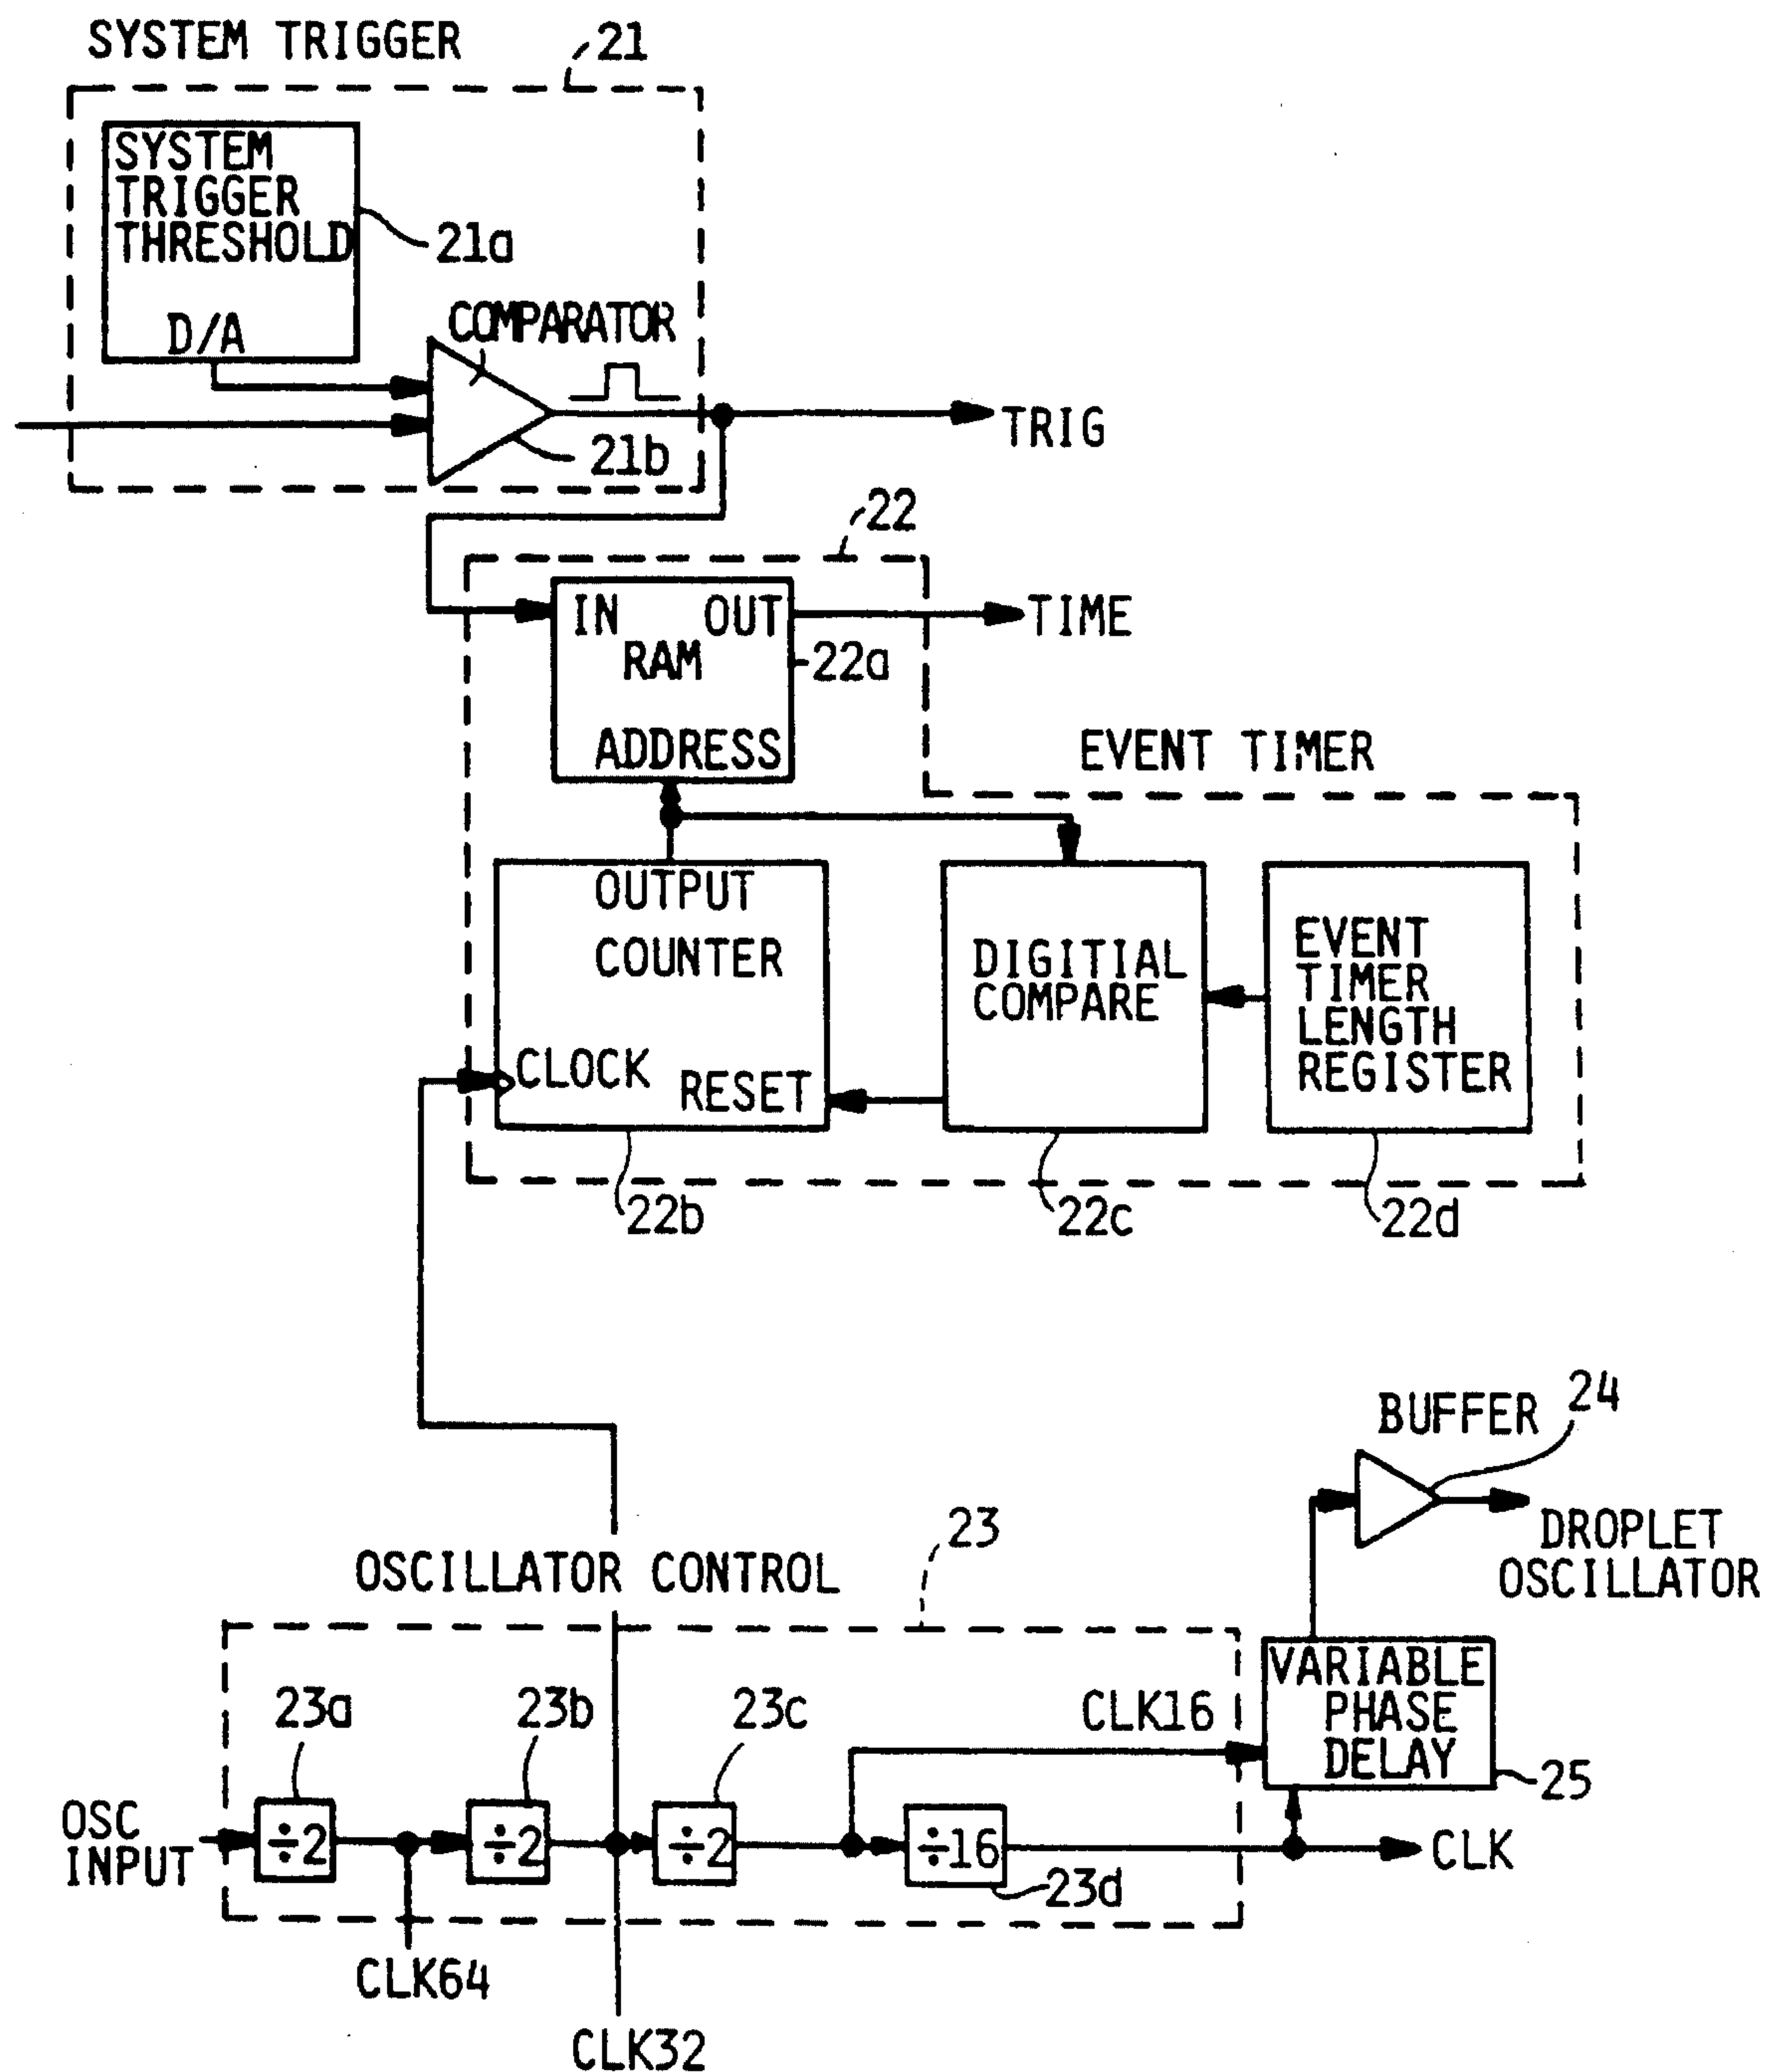 SYSTEM TRIGGER
21
SYSTEM
TRIGGER
THRESHOLD
21a
D/A
COMPARATOR
21b
TRIG
22
IN OUT
RAM
22a
TIME
ADDRESS
EVENT TIMER
OUTPUT
COUNTER
CLOCK
RESET
DIGITIAL
COMPARE
EVENT
TIMER
LENGTH
REGISTER
22b
22c
22d
BUFFER
24
DROPLET
OSCILLATOR
OSCILLATOR CONTROL
23
23a
23b
23c
CLK16
VARIABLE
PHASE
DELAY
25
OSC
INPUT
÷2
÷2
÷2
÷16
23d
CLK
CLK64
CLK32